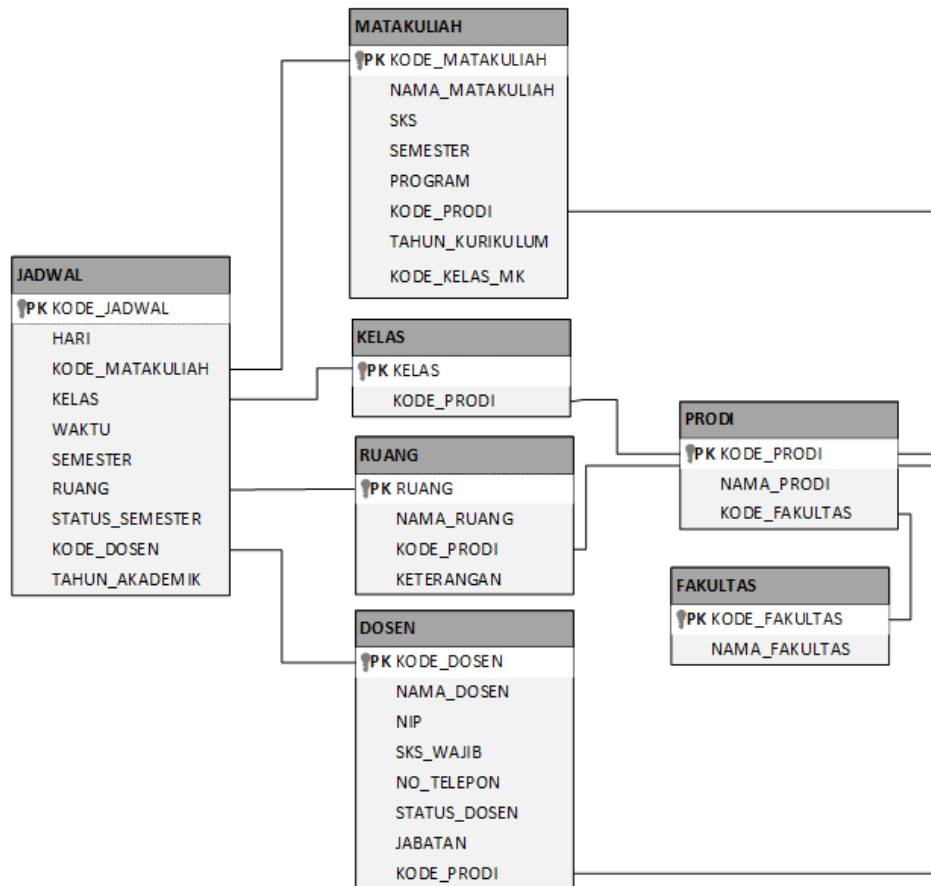 MATAKULIAH
PK KODE_MATAKULIAH
NAMA_MATAKULIAH
SKS
SEMESTER
PROGRAM
KODE_PRODI
TAHUN_KURIKULUM
KODE_KELAS_MK
JADWAL
PK KODE_JADWAL
HARI
KODE_MATAKULIAH
KELAS
WAKTU
SEMESTER
RUANG
STATUS_SEMESTER
KODE_DOSEN
TAHUN_AKADEMIK
KELAS
PK KELAS
KODE_PRODI
RUANG
PK RUANG
NAMA_RUANG
KODE_PRODI
KETERANGAN
DOSEN
PK KODE_DOSEN
NAMA_DOSEN
NIP
SKS_WAJIB
NO_TELEPON
STATUS_DOSEN
JABATAN
KODE_PRODI
PRODI
PK KODE_PRODI
NAMA_PRODI
KODE_FAKULTAS
FAKULTAS
PK KODE_FAKULTAS
NAMA_FAKULTAS